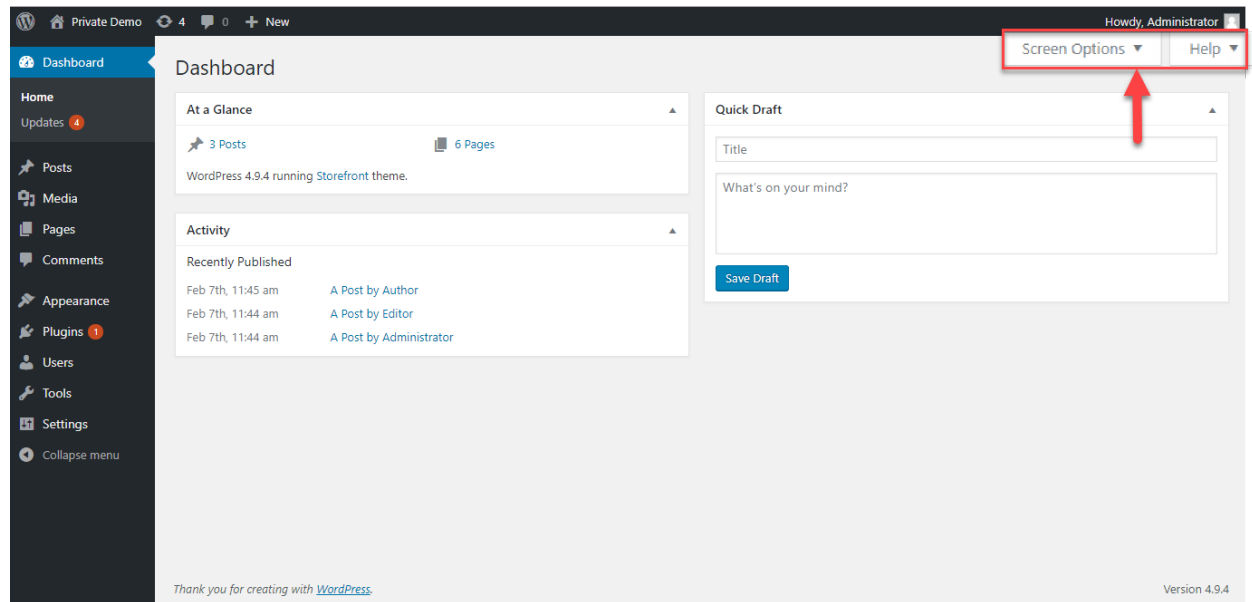 Private Demo 4 0 + New Howdy, Administrator
Screen Options ▼ Help ▼
Dashboard
Home
Updates 4
Posts
Media
Pages
Comments
Appearance
Plugins 1
Users
Tools
Settings
Collapse menu
Dashboard
At a Glance
3 Posts 6 Pages
WordPress 4.9.4 running Storefront theme.
Activity
Recently Published
Feb 7th, 11:45 am A Post by Author
Feb 7th, 11:44 am A Post by Editor
Feb 7th, 11:44 am A Post by Administrator
Quick Draft
Title
What's on your mind?
Save Draft
Thank you for creating with WordPress. Version 4.9.4